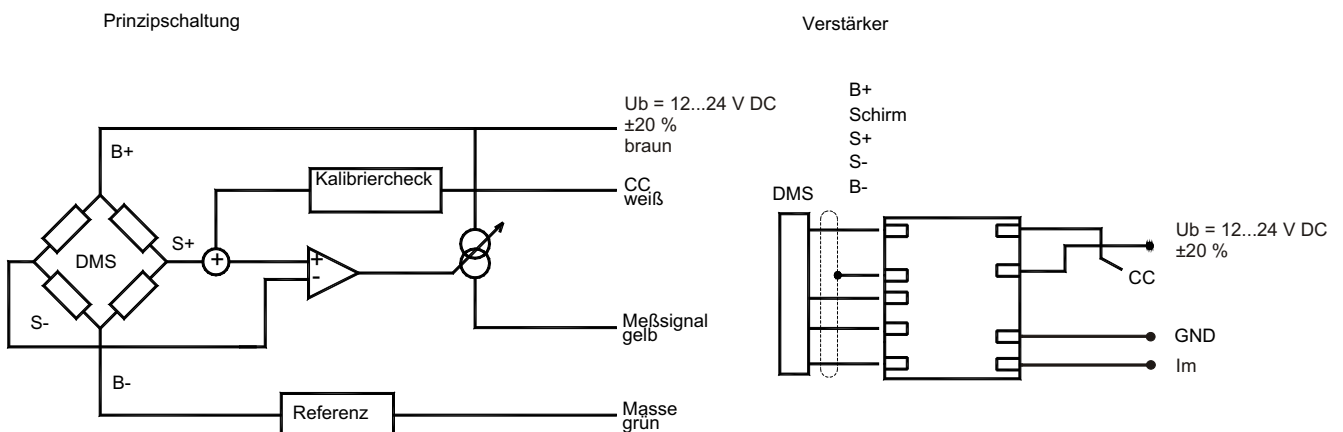 Prinzipschaltung
Ub = 12...24 V DC
±20 %
braun
B+
Kalibriercheck
CC
weiß
S+
+
DMS
+
-
S-
Meßsignal
gelb
B-
Referenz
Masse
grün
Verstärker
B+
Schirm
S+
S-
B-
DMS
Ub = 12...24 V DC
±20 %
CC
GND
Im